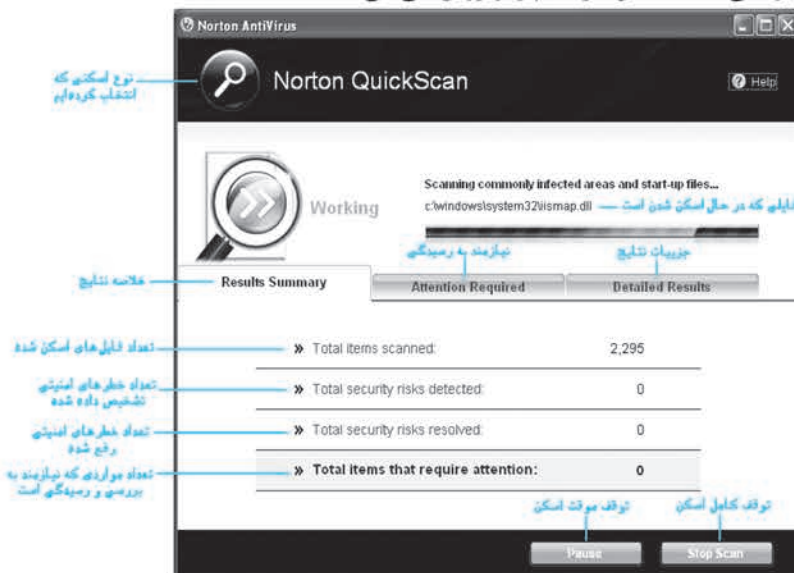 Norton AntiVirus
Norton QuickScan
Help
نوع اسکنی که
انتخاب کرده‌ایم
Working
Scanning commonly infected areas and start-up files...
c:\windows\system32\iismap.dll
فایلی که در حال اسکن شدن است
نیازمند به رسیدگی
جزییات نتایج
خلاصه نتایج
Results Summary
Attention Required
Detailed Results
تعداد فایل‌های اسکن شده
» Total items scanned: 2,295
تعداد خطرهای امنیتی
تشخیص داده شده
» Total security risks detected: 0
تعداد خطرهای امنیتی
رفع شده
» Total security risks resolved: 0
تعداد مواردی که نیازمند به
بررسی و رسیدگی است
» Total items that require attention: 0
توقف موقت اسکن
توقف کامل اسکن
Pause
Stop Scan